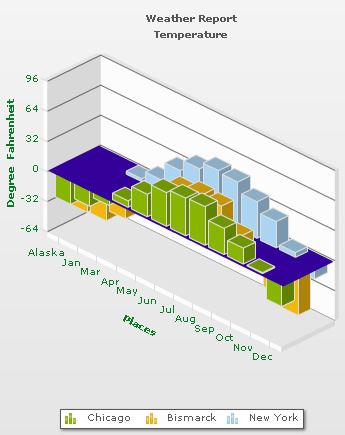 Weather Report
Temperature
Degree Fahrenheit
96
64
32
0
-32
-64
Alaska
Jan
Mar
Apr
May
Jun
Jul
Aug
Sep
Oct
Nov
Dec
Places
Chicago Bismarck New York